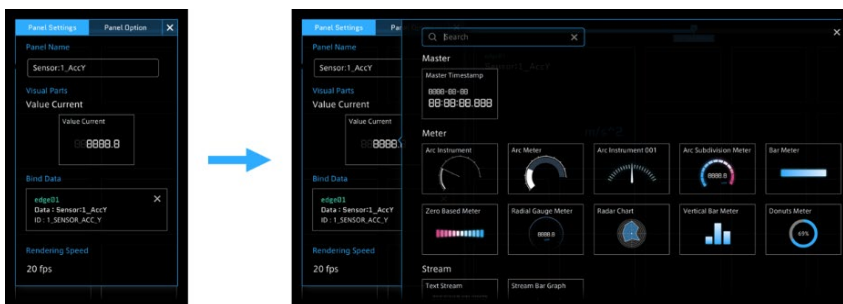 Panel Settings
Panel Option
Panel Name
Sensor:1_AccY
Visual Parts
Value Current
Value Current
8888.8
Bind Data
edge01
Data : Sensor:1_AccY
ID : 1_SENSOR_ACC_Y
Rendering Speed
20 fps
Panel Settings
Pa
Panel Name
Sensor:1_AccY
Visual Parts
Value Current
Value Current
8888.
Bind Data
edge01
Data : Sensor:1_AccY
ID : 1_SENSOR_ACC_Y
Rendering Speed
20 fps
Search
Master
Master Timestamp
8888-88-88
88:88:88.888
Meter
Arc Instrument
Arc Meter
Arc Instrument 001
Arc Subdivision Meter
8888.8
Bar Meter
Zero Based Meter
Radial Gauge Meter
8888.8
Radar Chart
Vertical Bar Meter
Donuts Meter
69%
Stream
Text Stream
Stream Bar Graph